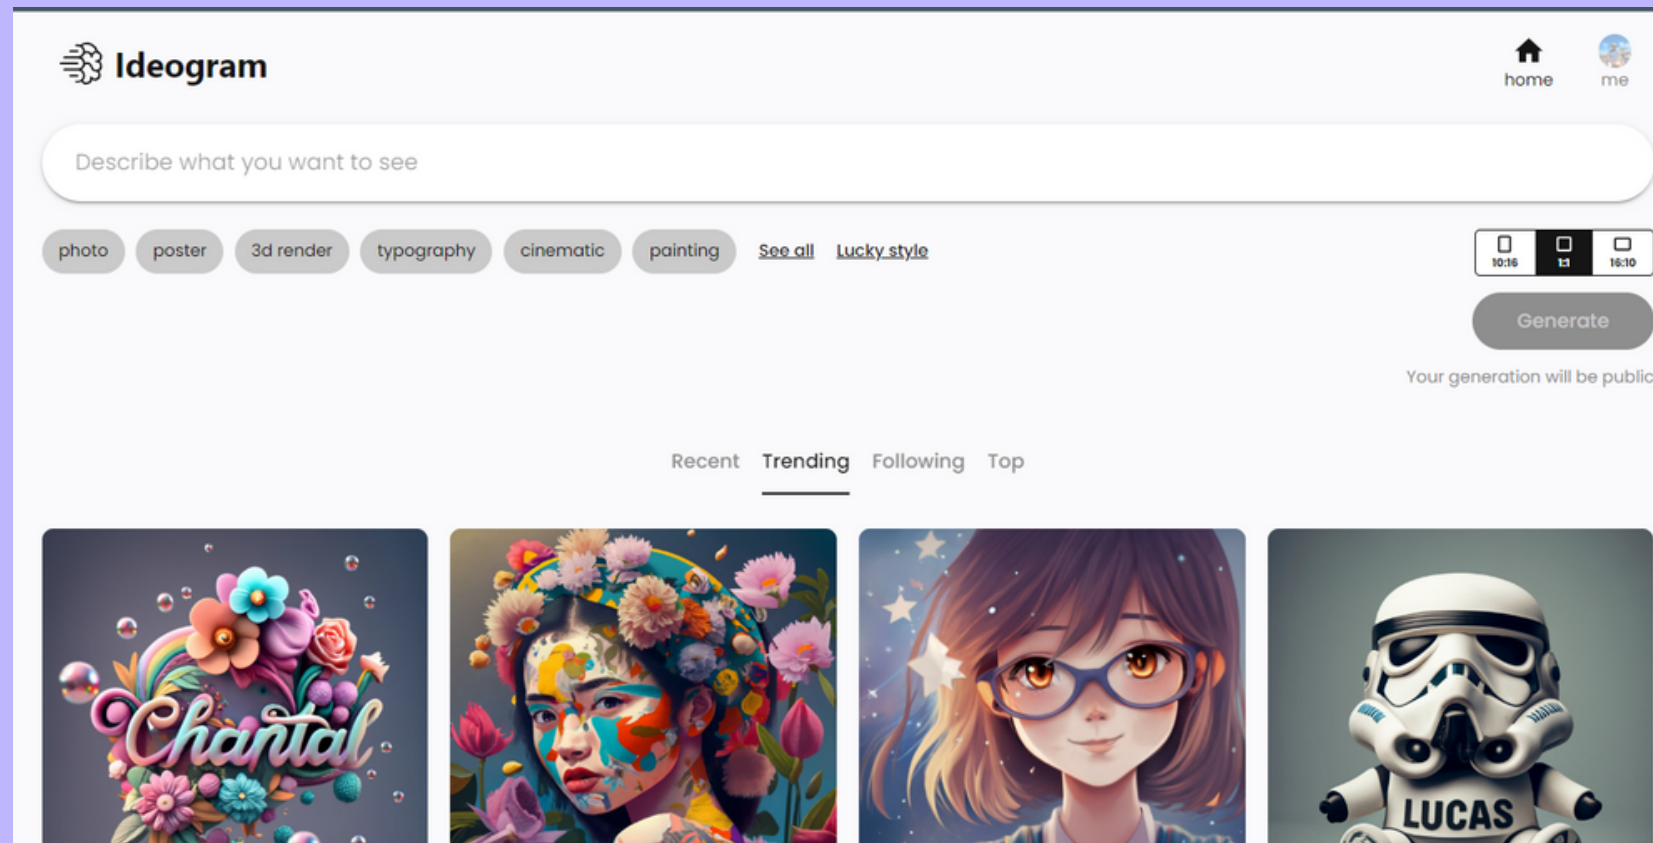 Ideogram
home
me
Describe what you want to see
photo poster 3d render typography cinematic painting See all Lucky style
10:16 1:1 16:10
Generate
Your generation will be public
Recent Trending Following Top
Chantal
LUCAS